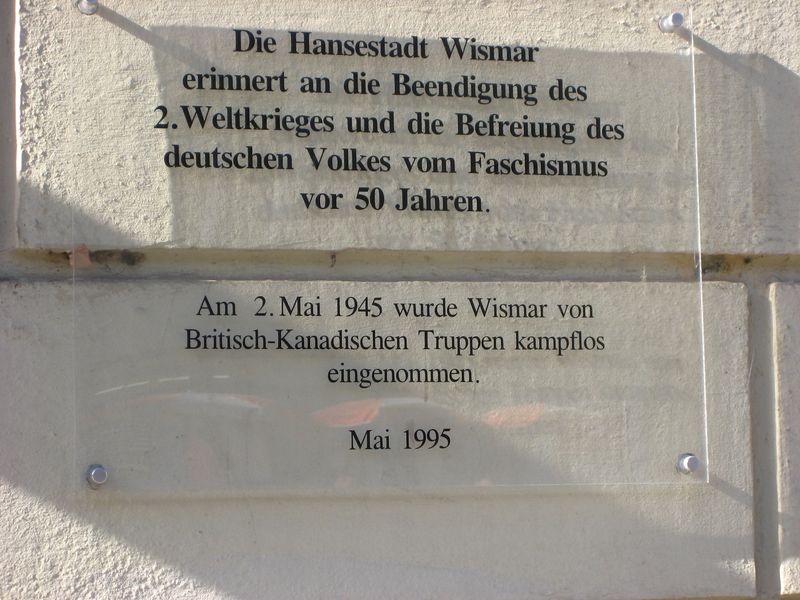 Die Hansestadt Wismar
erinnert an die Beendigung des
2. Weltkrieges und die Befreiung des
deutschen Volkes vom Faschismus
vor 50 Jahren.
Am 2. Mai 1945 wurde Wismar von
Britisch-Kanadischen Truppen kampflos
eingenommen.
Mai 1995